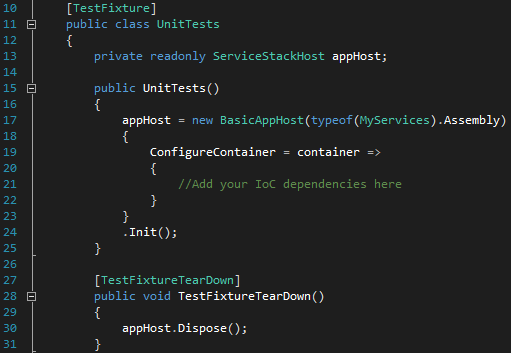 10 [TestFixture]
11 public class UnitTests
12 {
13 private readonly ServiceStackHost appHost;
14
15 public UnitTests()
16 {
17 appHost = new BasicAppHost(typeof(MyServices).Assembly)
18 {
19 ConfigureContainer = container =>
20 {
21 //Add your IoC dependencies here
22 }
23 }
24 .Init();
25 }
26
27 [TestFixtureTearDown]
28 public void TestFixtureTearDown()
29 {
30 appHost.Dispose();
31 }